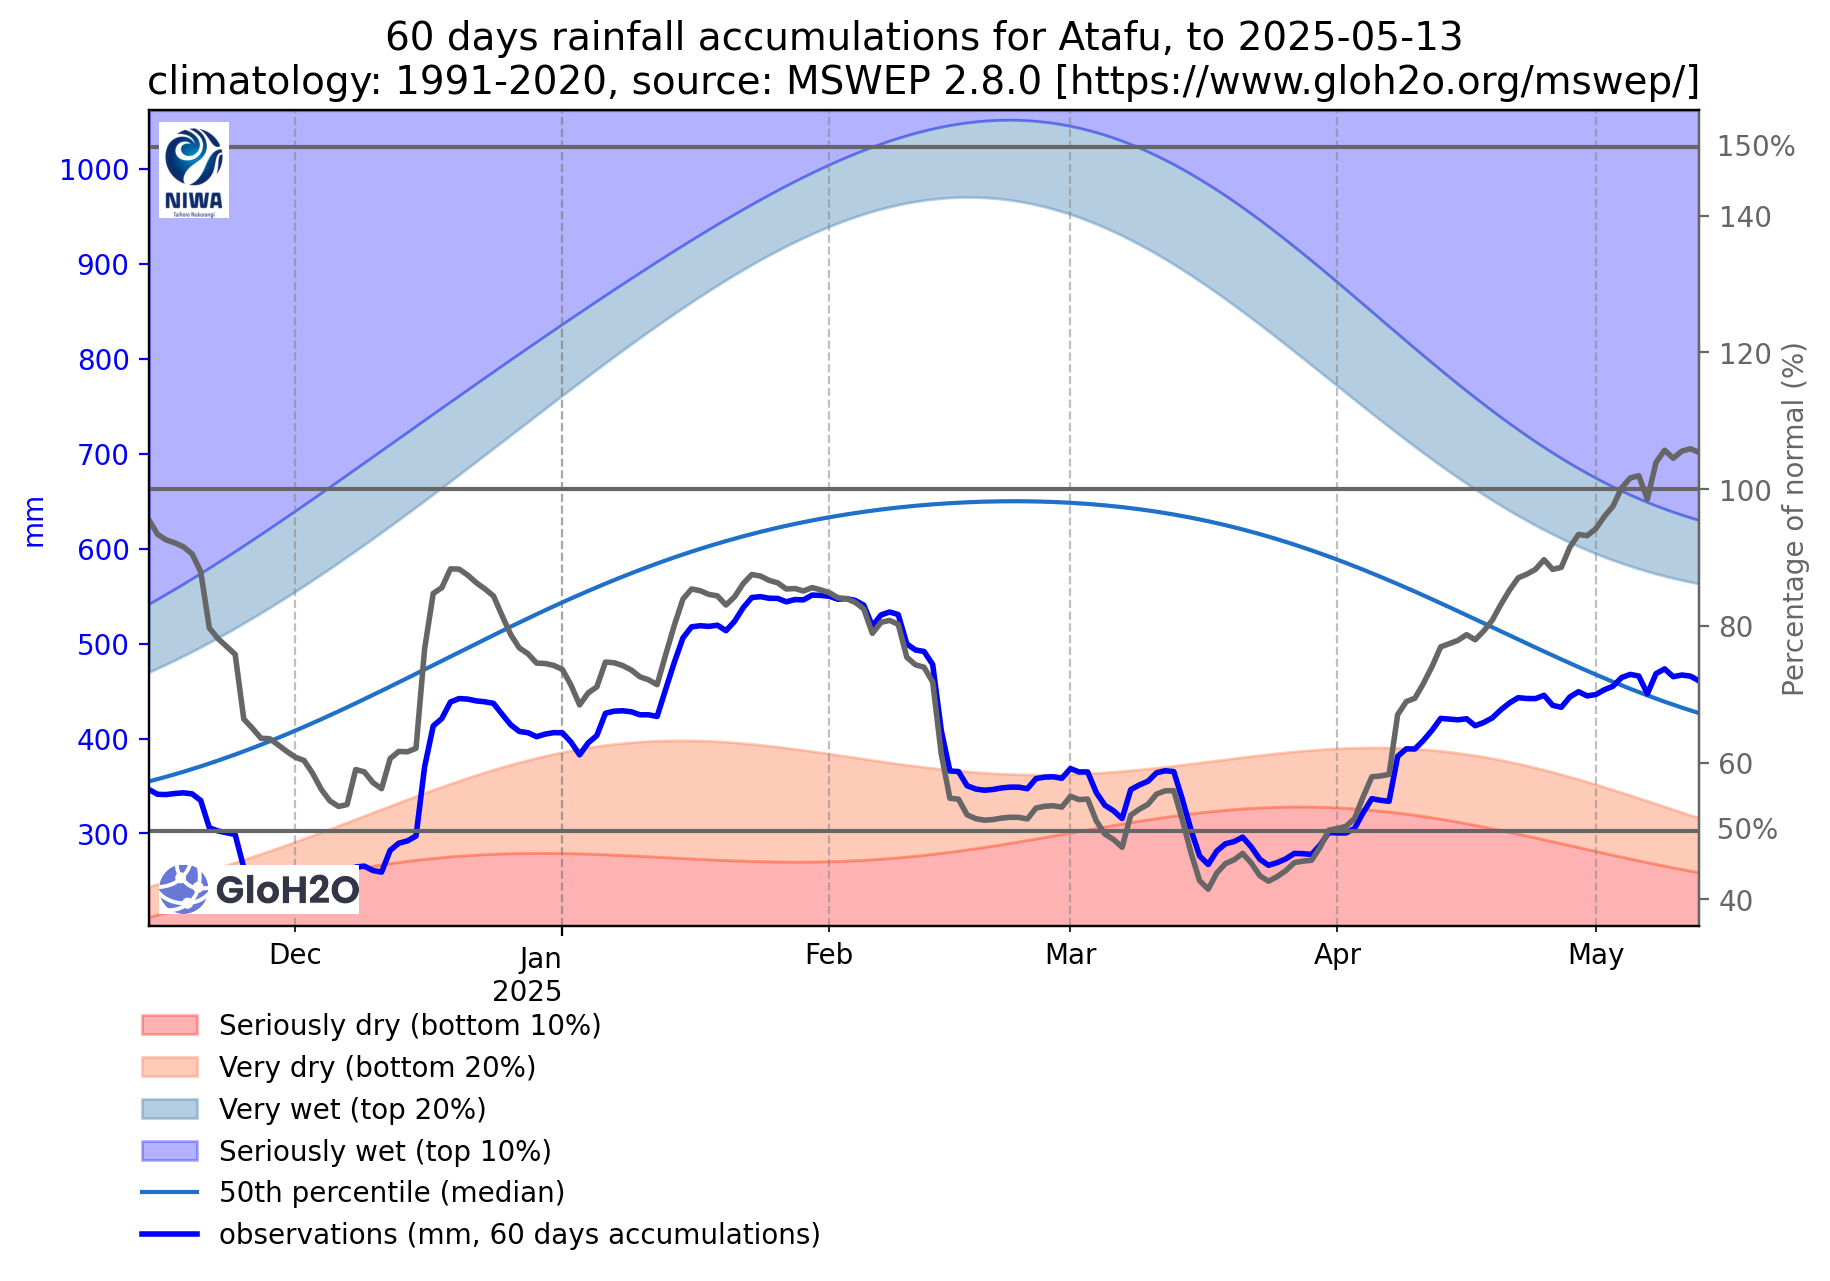 60 days rainfall accumulations for Atafu, to 2025-05-13
climatology: 1991-2020, source: MSWEP 2.8.0 [https://www.gloh2o.org/mswep/]
NIWA
Taihoro Nukurangi
1000
900
800
700
600
500
400
300
mm
150%
140
120
100
80
60
50%
40
Percentage of normal (%)
GloH2O
Dec
Jan
2025
Feb
Mar
Apr
May
Seriously dry (bottom 10%)
Very dry (bottom 20%)
Very wet (top 20%)
Seriously wet (top 10%)
50th percentile (median)
observations (mm, 60 days accumulations)